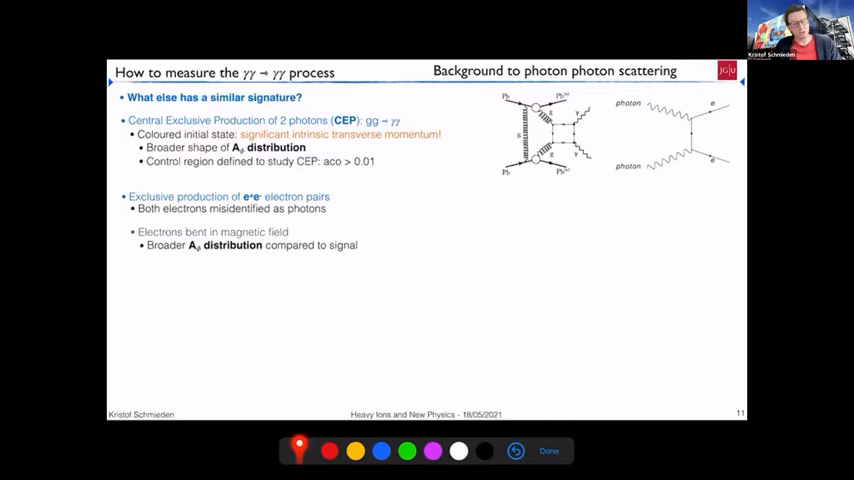 Kristof Schmieden
How to measure the γγ → γγ process
Background to photon photon scattering
JG|U
• What else has a similar signature?
• Central Exclusive Production of 2 photons (CEP): gg → γγ
• Coloured initial state: significant intrinsic transverse momentum!
• Broader shape of Aϕ distribution
• Control region defined to study CEP: aco > 0.01
• Exclusive production of e⁺e⁻ electron pairs
• Both electrons misidentified as photons
• Electrons bent in magnetic field
• Broader Aϕ distribution compared to signal
Pb Pb(*)
g g γ
g γ
Pb Pb(*)
photon e
photon e
Kristof Schmieden
Heavy Ions and New Physics - 18/05/2021
11
Done